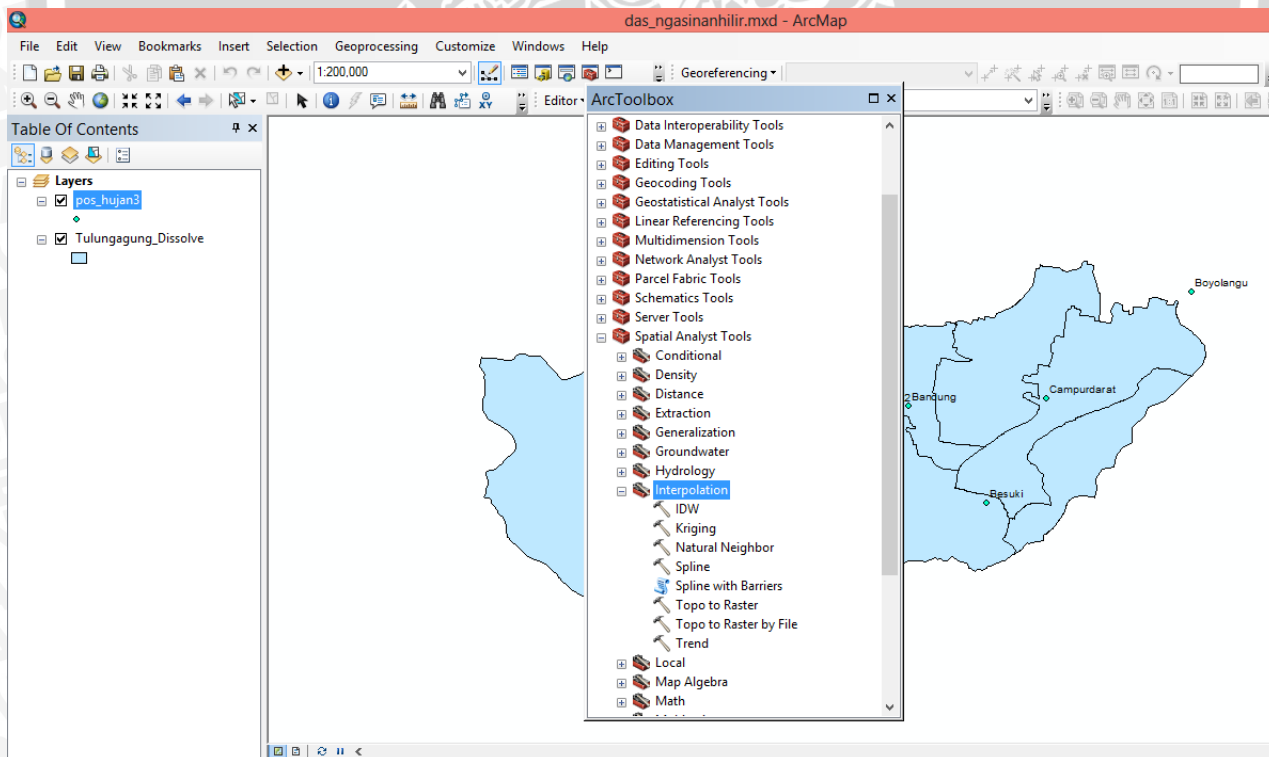 das_ngasinanhilir.mxd - ArcMap
File Edit View Bookmarks Insert Selection Geoprocessing Customize Windows Help
1:200,000
Georeferencing
Editor
Table Of Contents
Layers
pos_hujan3
Tulungagung_Dissolve
ArcToolbox
Data Interoperability Tools
Data Management Tools
Editing Tools
Geocoding Tools
Geostatistical Analyst Tools
Linear Referencing Tools
Multidimension Tools
Network Analyst Tools
Parcel Fabric Tools
Schematics Tools
Server Tools
Spatial Analyst Tools
Conditional
Density
Distance
Extraction
Generalization
Groundwater
Hydrology
Interpolation
IDW
Kriging
Natural Neighbor
Spline
Spline with Barriers
Topo to Raster
Topo to Raster by File
Trend
Local
Map Algebra
Math
Boyolangu
Campurdarat
2 Bandung
Besuki